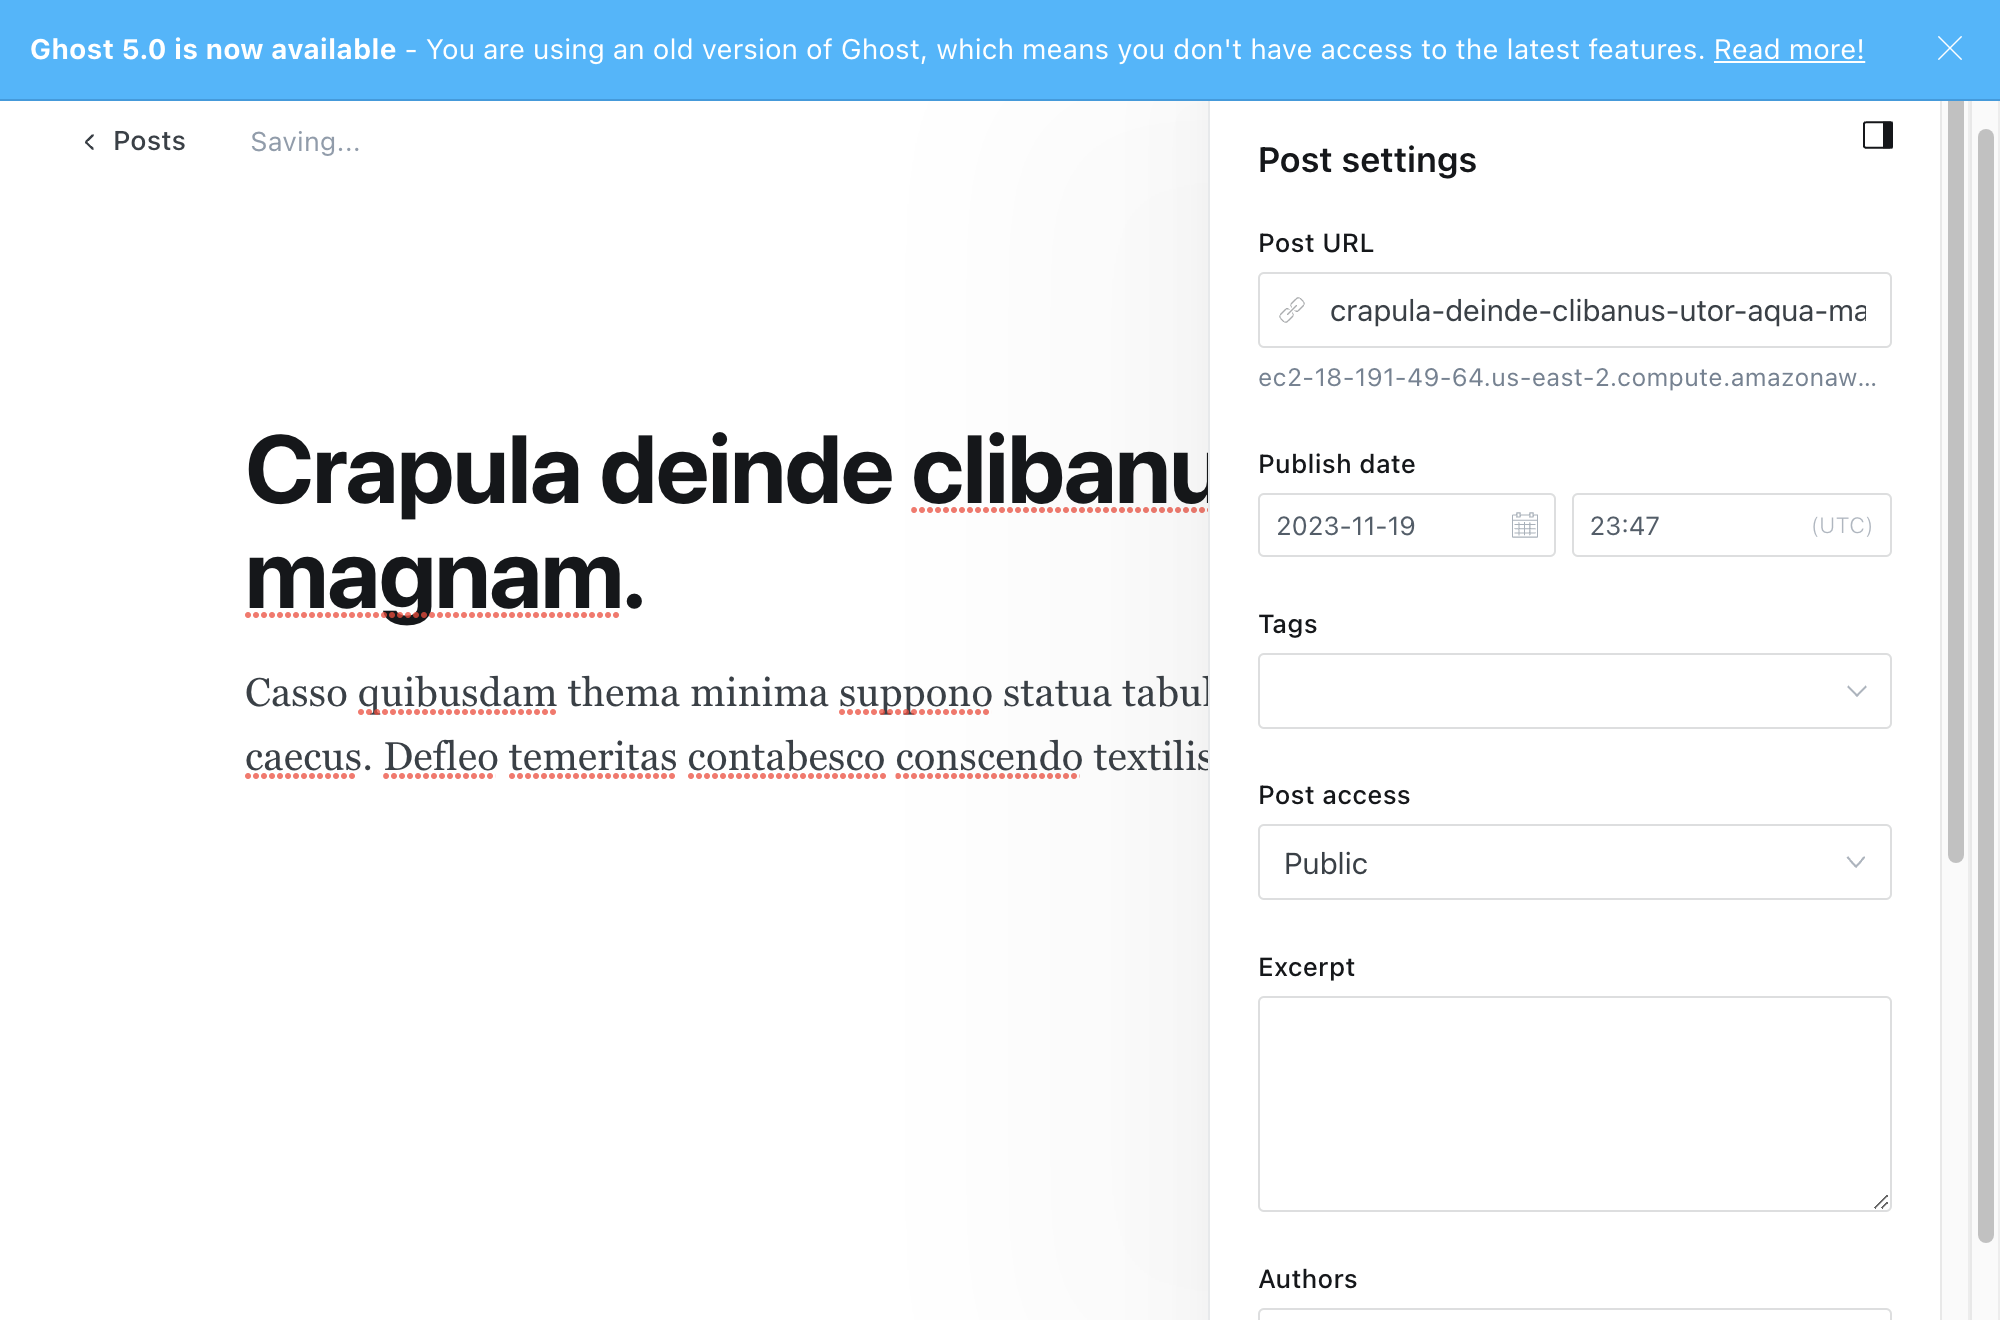 Ghost 5.0 is now available - You are using an old version of Ghost, which means you don't have access to the latest features. Read more!
Posts
Saving...
Crapula deinde clibanu
magnam.
Casso quibusdam thema minima suppono statua tabul
caecus. Defleo temeritas contabesco conscendo textilis
Post settings
Post URL
crapula-deinde-clibanus-utor-aqua-ma
ec2-18-191-49-64.us-east-2.compute.amazonaw...
Publish date
2023-11-19
23:47 (UTC)
Tags
Post access
Public
Excerpt
Authors